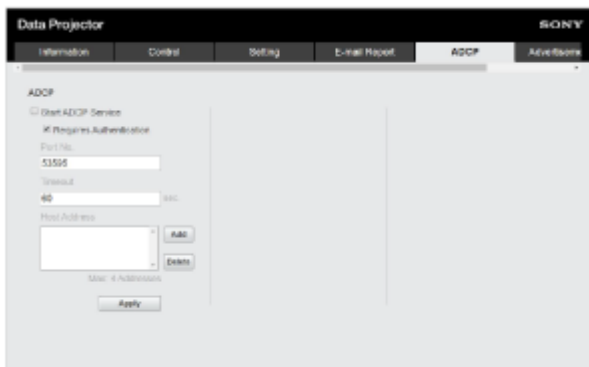 Data Projector
SONY
Information Control Setting E-mail Report ADCP Advertiseme
ADCP
Start ADCP Service
Requires Authentication
Port No.
53595
Timeout
60 sec.
Host Address
Add
Delete
Max: 4 Addresses
Apply